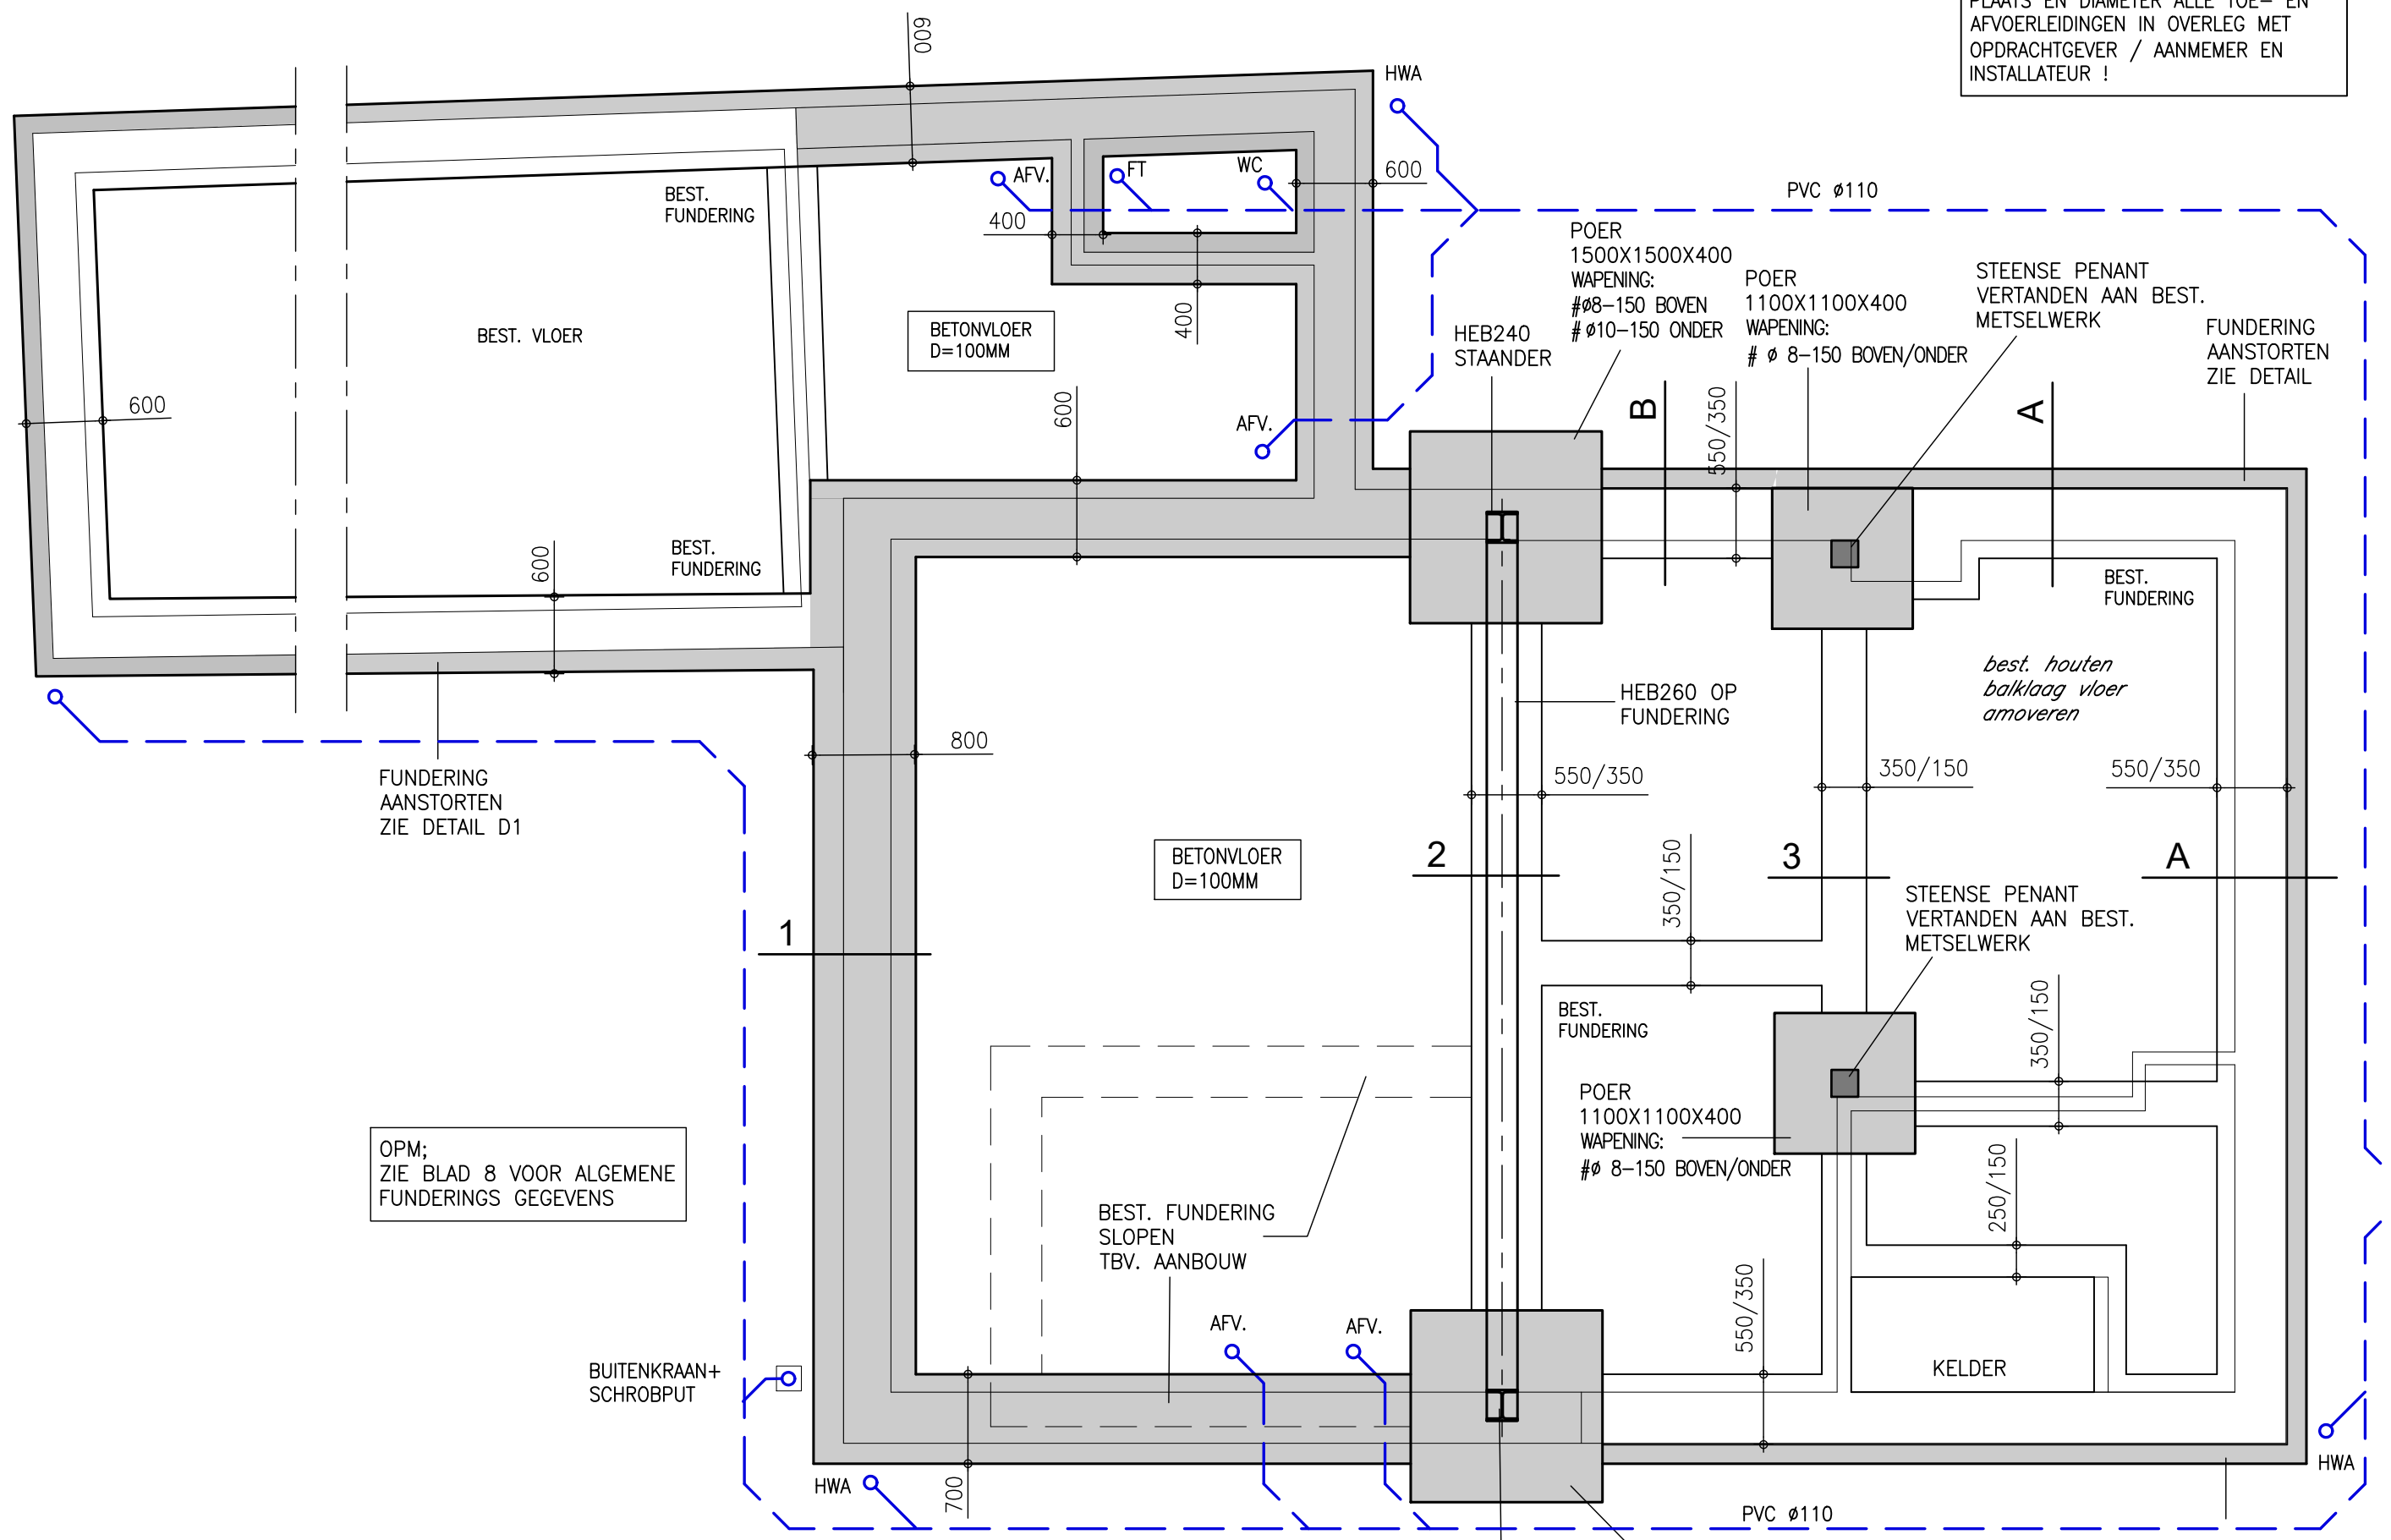 PLAATS EN DIAMETER ALLE TOE- EN
AFVOERLEIDINGEN IN OVERLEG MET
OPDRACHTGEVER / AANMEMER EN
INSTALLATEUR !
600
HWA
AFV.
FT
WC
600
PVC ø110
BEST.
FUNDERING
400
400
POER
1500X1500X400
WAPENING:
#ø8-150 BOVEN
# ø10-150 ONDER
POER
1100X1100X400
WAPENING:
# ø 8-150 BOVEN/ONDER
STEENSE PENANT
VERTANDEN AAN BEST.
METSELWERK
FUNDERING
AANSTORTEN
ZIE DETAIL
HEB240
STAANDER
BEST. VLOER
BETONVLOER
D=100MM
600
600
AFV.
B
550/350
A
BEST.
FUNDERING
600
BEST.
FUNDERING
best. houten
balklaag vloer
amoveren
HEB260 OP
FUNDERING
800
550/350
350/150
550/350
FUNDERING
AANSTORTEN
ZIE DETAIL D1
BETONVLOER
D=100MM
1
2
3
A
350/150
STEENSE PENANT
VERTANDEN AAN BEST.
METSELWERK
BEST.
FUNDERING
350/150
POER
1100X1100X400
WAPENING:
#ø 8-150 BOVEN/ONDER
OPM;
ZIE BLAD 8 VOOR ALGEMENE
FUNDERINGS GEGEVENS
250/150
BEST. FUNDERING
SLOPEN
TBV. AANBOUW
550/350
AFV.
AFV.
KELDER
BUITENKRAAN+
SCHROBPUT
HWA
700
HWA
PVC ø110